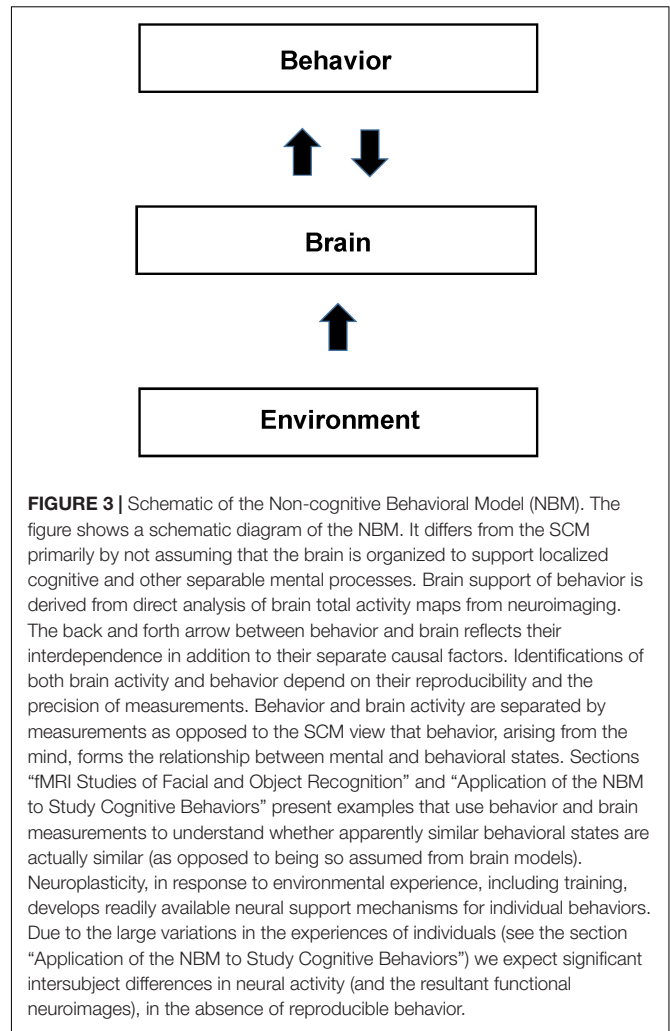 Behavior
Brain
Environment
FIGURE 3 | Schematic of the Non-cognitive Behavioral Model (NBM). The
figure shows a schematic diagram of the NBM. It differs from the SCM
primarily by not assuming that the brain is organized to support localized
cognitive and other separable mental processes. Brain support of behavior is
derived from direct analysis of brain total activity maps from neuroimaging.
The back and forth arrow between behavior and brain reflects their
interdependence in addition to their separate causal factors. Identifications of
both brain activity and behavior depend on their reproducibility and the
precision of measurements. Behavior and brain activity are separated by
measurements as opposed to the SCM view that behavior, arising from the
mind, forms the relationship between mental and behavioral states. Sections
“fMRI Studies of Facial and Object Recognition” and “Application of the NBM
to Study Cognitive Behaviors” present examples that use behavior and brain
measurements to understand whether apparently similar behavioral states are
actually similar (as opposed to being so assumed from brain models).
Neuroplasticity, in response to environmental experience, including training,
develops readily available neural support mechanisms for individual behaviors.
Due to the large variations in the experiences of individuals (see the section
“Application of the NBM to Study Cognitive Behaviors”) we expect significant
intersubject differences in neural activity (and the resultant functional
neuroimages), in the absence of reproducible behavior.